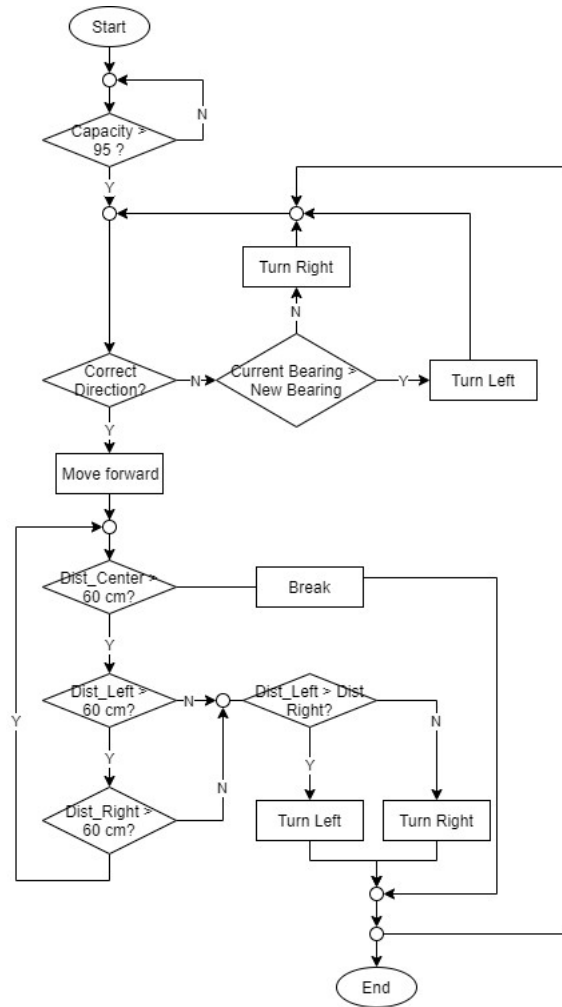 Start
N
Capacity >
95 ?
Y
Turn Right
N
Correct
Direction?
N
Current Bearing >
New Bearing
Y
Turn Left
Y
Move forward
Dist_Center >
60 cm?
Break
Y
Dist_Left >
60 cm?
N
Dist_Left > Dist
Right?
N
Y
Y
Y
N
Dist_Right >
60 cm?
Turn Left
Turn Right
End